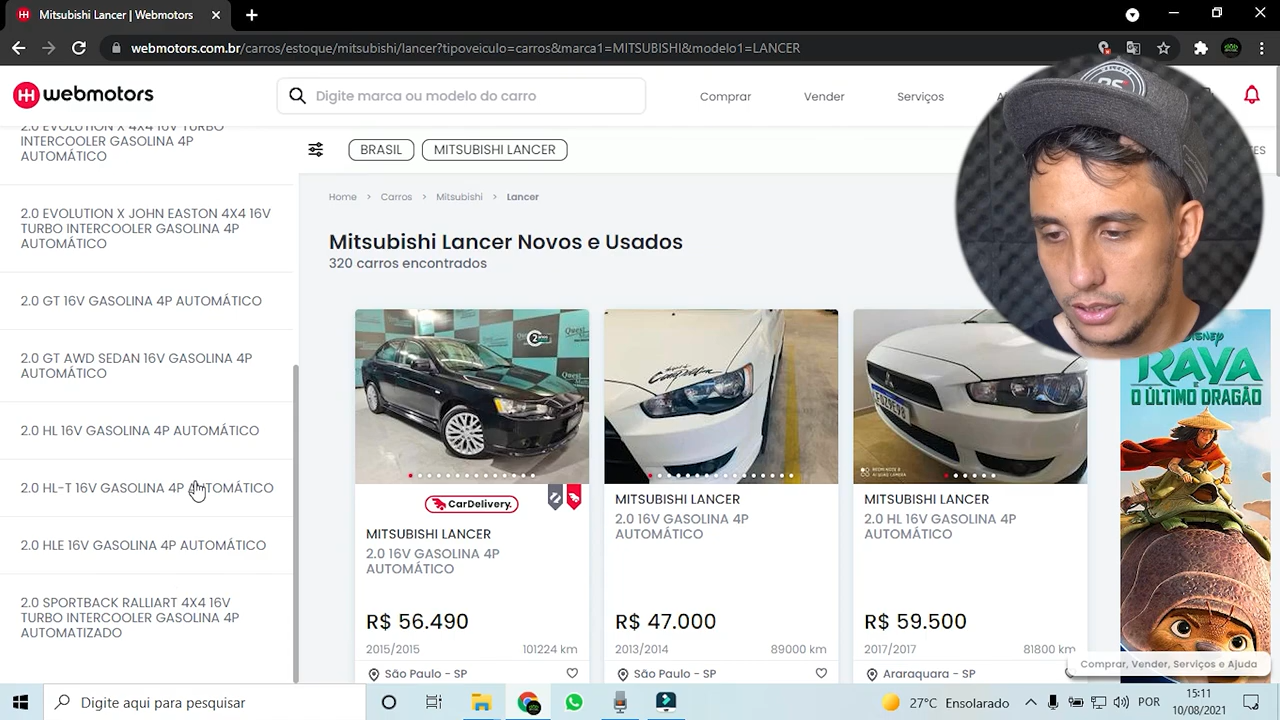 Mitsubishi Lancer | Webmotors
webmotors.com.br/carros/estoque/mitsubishi/lancer?tipoveiculo=carros&marca1=MITSUBISHI&modelo1=LANCER
webmotors
Digite marca ou modelo do carro
Comprar
Vender
Serviços
2.0 EVOLUTION X 4X4 16V TURBO
INTERCOOLER GASOLINA 4P
AUTOMÁTICO
2.0 EVOLUTION X JOHN EASTON 4X4 16V
TURBO INTERCOOLER GASOLINA 4P
AUTOMÁTICO
2.0 GT 16V GASOLINA 4P AUTOMÁTICO
2.0 GT AWD SEDAN 16V GASOLINA 4P
AUTOMÁTICO
2.0 HL 16V GASOLINA 4P AUTOMÁTICO
2.0 HL-T 16V GASOLINA 4P AUTOMÁTICO
2.0 HLE 16V GASOLINA 4P AUTOMÁTICO
2.0 SPORTBACK RALLIART 4X4 16V
TURBO INTERCOOLER GASOLINA 4P
AUTOMATIZADO
BRASIL
MITSUBISHI LANCER
Home > Carros > Mitsubishi > Lancer
Mitsubishi Lancer Novos e Usados
320 carros encontrados
CarDelivery.
MITSUBISHI LANCER
2.0 16V GASOLINA 4P
AUTOMÁTICO
R$ 56.490
2015/2015 101224 km
São Paulo - SP
MITSUBISHI LANCER
2.0 16V GASOLINA 4P
AUTOMÁTICO
R$ 47.000
2013/2014 89000 km
São Paulo - SP
MITSUBISHI LANCER
2.0 HL 16V GASOLINA 4P
AUTOMÁTICO
R$ 59.500
2017/2017 81800 km
Araraquara - SP
DISNEY
RAYA
E O ÚLTIMO DRAGÃO
Comprar, Vender, Serviços e Ajuda
Digite aqui para pesquisar
27°C Ensolarado
POR
15:11
10/08/2021